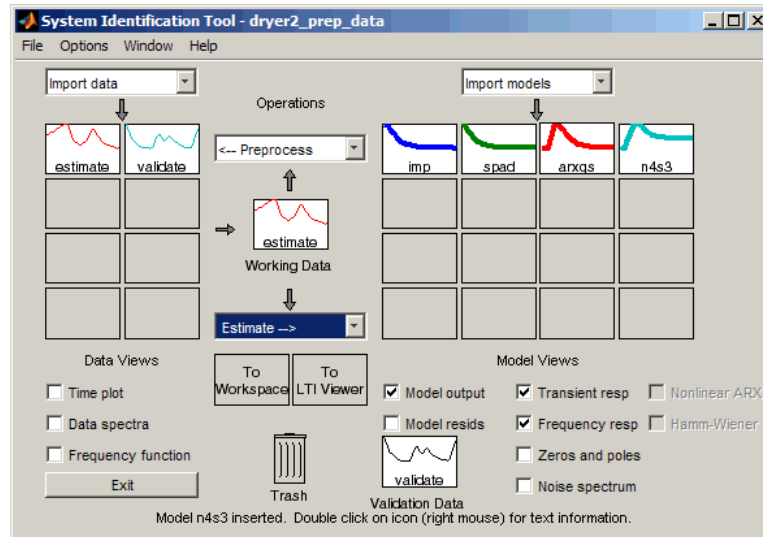 System Identification Tool - dryer2_prep_data
File Options Window Help
Import data
Import models
Operations
estimate validate
<-- Preprocess
imp spad arxqs n4s3
estimate
Working Data
Estimate -->
Data Views
Model Views
To Workspace
To LTI Viewer
Time plot
Model output
Transient resp
Nonlinear ARX
Data spectra
Model resids
Frequency resp
Hamm-Wiener
Frequency function
Zeros and poles
validate
Exit
Trash
Noise spectrum
Validation Data
Model n4s3 inserted. Double click on icon (right mouse) for text information.